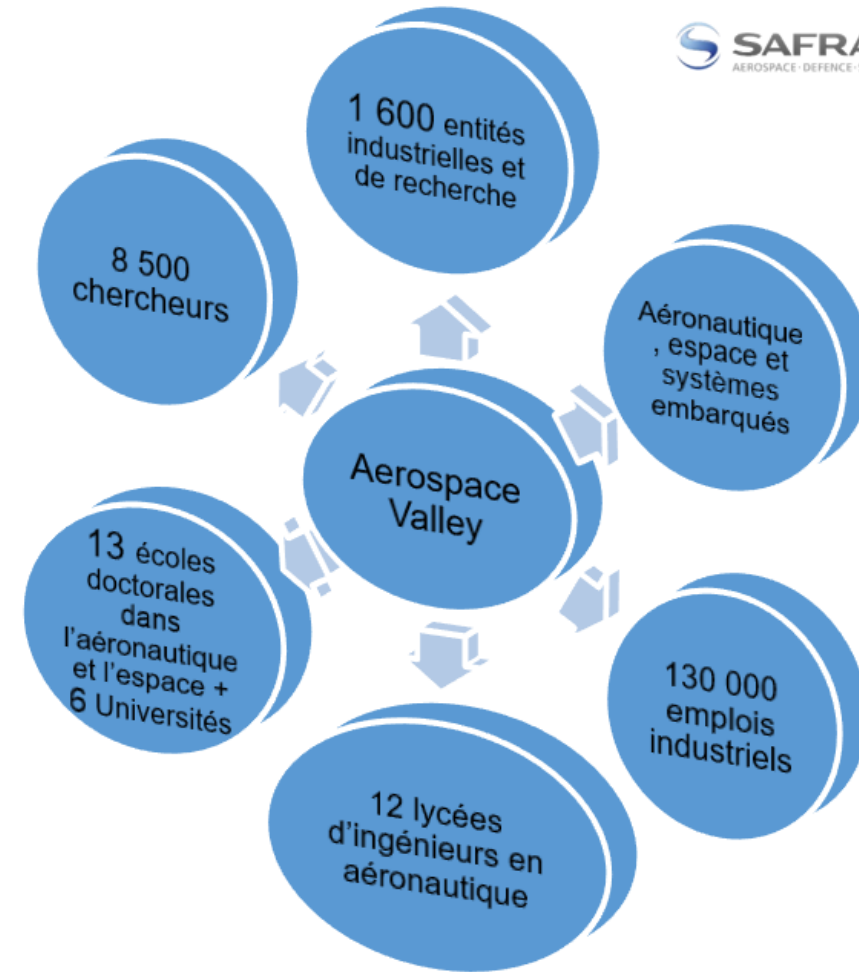 SAFRA
AEROSPACE · DEFENCE ·
1 600 entités
industrielles et
de recherche
8 500
chercheurs
Aéronautique
, espace et
systèmes
embarqués
Aerospace
Valley
13 écoles
doctorales
dans
l'aéronautique
et l'espace +
6 Universités
130 000
emplois
industriels
12 lycées
d'ingénieurs en
aéronautique